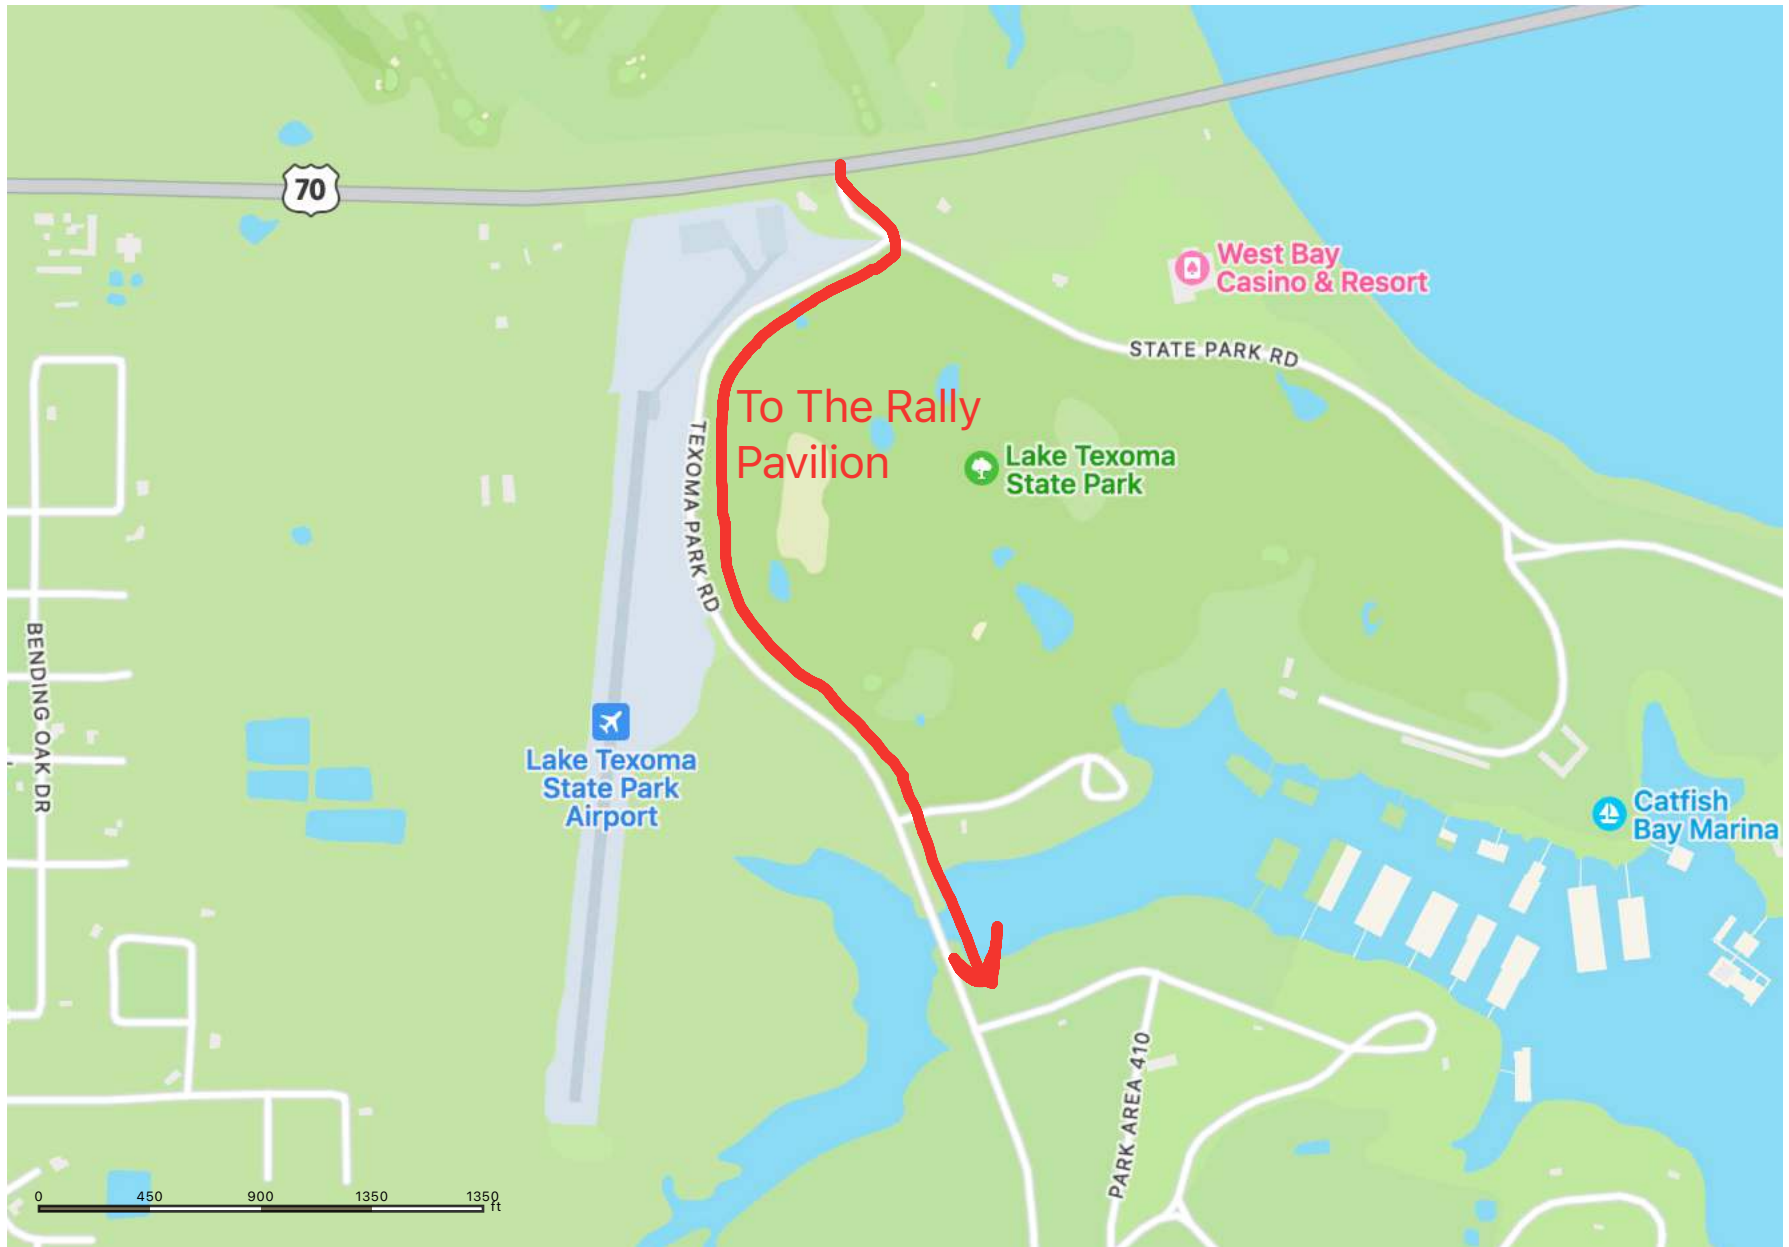 70
West Bay
Casino & Resort
STATE PARK RD
To The Rally
Pavilion
TEXOMA PARK RD
Lake Texoma
State Park
BENDING OAK DR
Lake Texoma
State Park
Airport
Catfish
Bay Marina
PARK AREA 410
0 450 900 1350 1350
ft